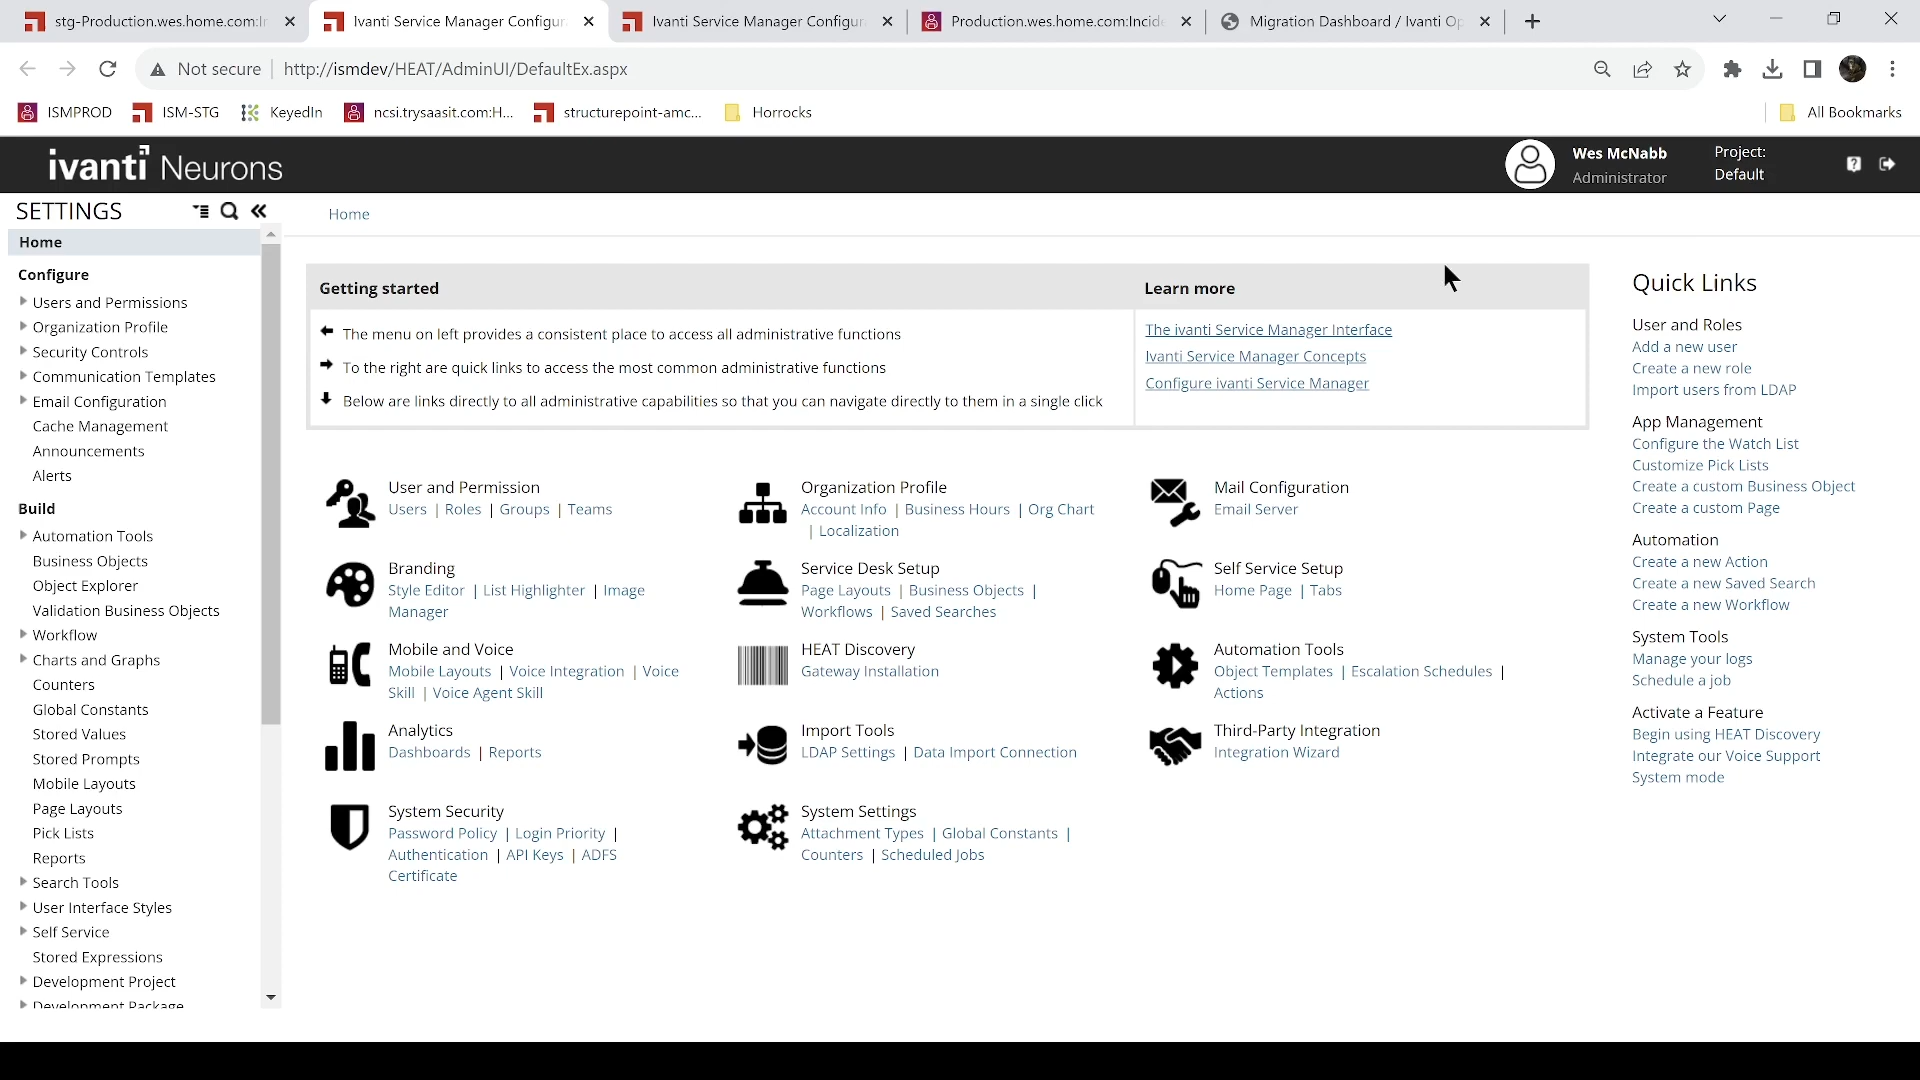 stg-Production.wes.home.com:Ir
Ivanti Service Manager Configur
Ivanti Service Manager Configur
Production.wes.home.com:Incide
Migration Dashboard / Ivanti Op
Not secure
http://ismdev/HEAT/AdminUI/DefaultEx.aspx
ISMPROD
ISM-STG
KeyedIn
ncsi.trysaasit.com:H...
structurepoint-amc...
Horrocks
All Bookmarks
ivanti Neurons
Wes McNabb
Administrator
Project:
Default
SETTINGS
Home
Configure
Users and Permissions
Organization Profile
Security Controls
Communication Templates
Email Configuration
Cache Management
Announcements
Alerts
Build
Automation Tools
Business Objects
Object Explorer
Validation Business Objects
Workflow
Charts and Graphs
Counters
Global Constants
Stored Values
Stored Prompts
Mobile Layouts
Page Layouts
Pick Lists
Reports
Search Tools
User Interface Styles
Self Service
Stored Expressions
Development Project
Development Package
Home
Getting started
The menu on left provides a consistent place to access all administrative functions
To the right are quick links to access the most common administrative functions
Below are links directly to all administrative capabilities so that you can navigate directly to them in a single click
Learn more
The ivanti Service Manager Interface
Ivanti Service Manager Concepts
Configure ivanti Service Manager
User and Permission
Users | Roles | Groups | Teams
Organization Profile
Account Info | Business Hours | Org Chart
| Localization
Mail Configuration
Email Server
Branding
Style Editor | List Highlighter | Image
Manager
Service Desk Setup
Page Layouts | Business Objects |
Workflows | Saved Searches
Self Service Setup
Home Page | Tabs
Mobile and Voice
Mobile Layouts | Voice Integration | Voice
Skill | Voice Agent Skill
HEAT Discovery
Gateway Installation
Automation Tools
Object Templates | Escalation Schedules |
Actions
Analytics
Dashboards | Reports
Import Tools
LDAP Settings | Data Import Connection
Third-Party Integration
Integration Wizard
System Security
Password Policy | Login Priority |
Authentication | API Keys | ADFS
Certificate
System Settings
Attachment Types | Global Constants |
Counters | Scheduled Jobs
Quick Links
User and Roles
Add a new user
Create a new role
Import users from LDAP
App Management
Configure the Watch List
Customize Pick Lists
Create a custom Business Object
Create a custom Page
Automation
Create a new Action
Create a new Saved Search
Create a new Workflow
System Tools
Manage your logs
Schedule a job
Activate a Feature
Begin using HEAT Discovery
Integrate our Voice Support
System mode